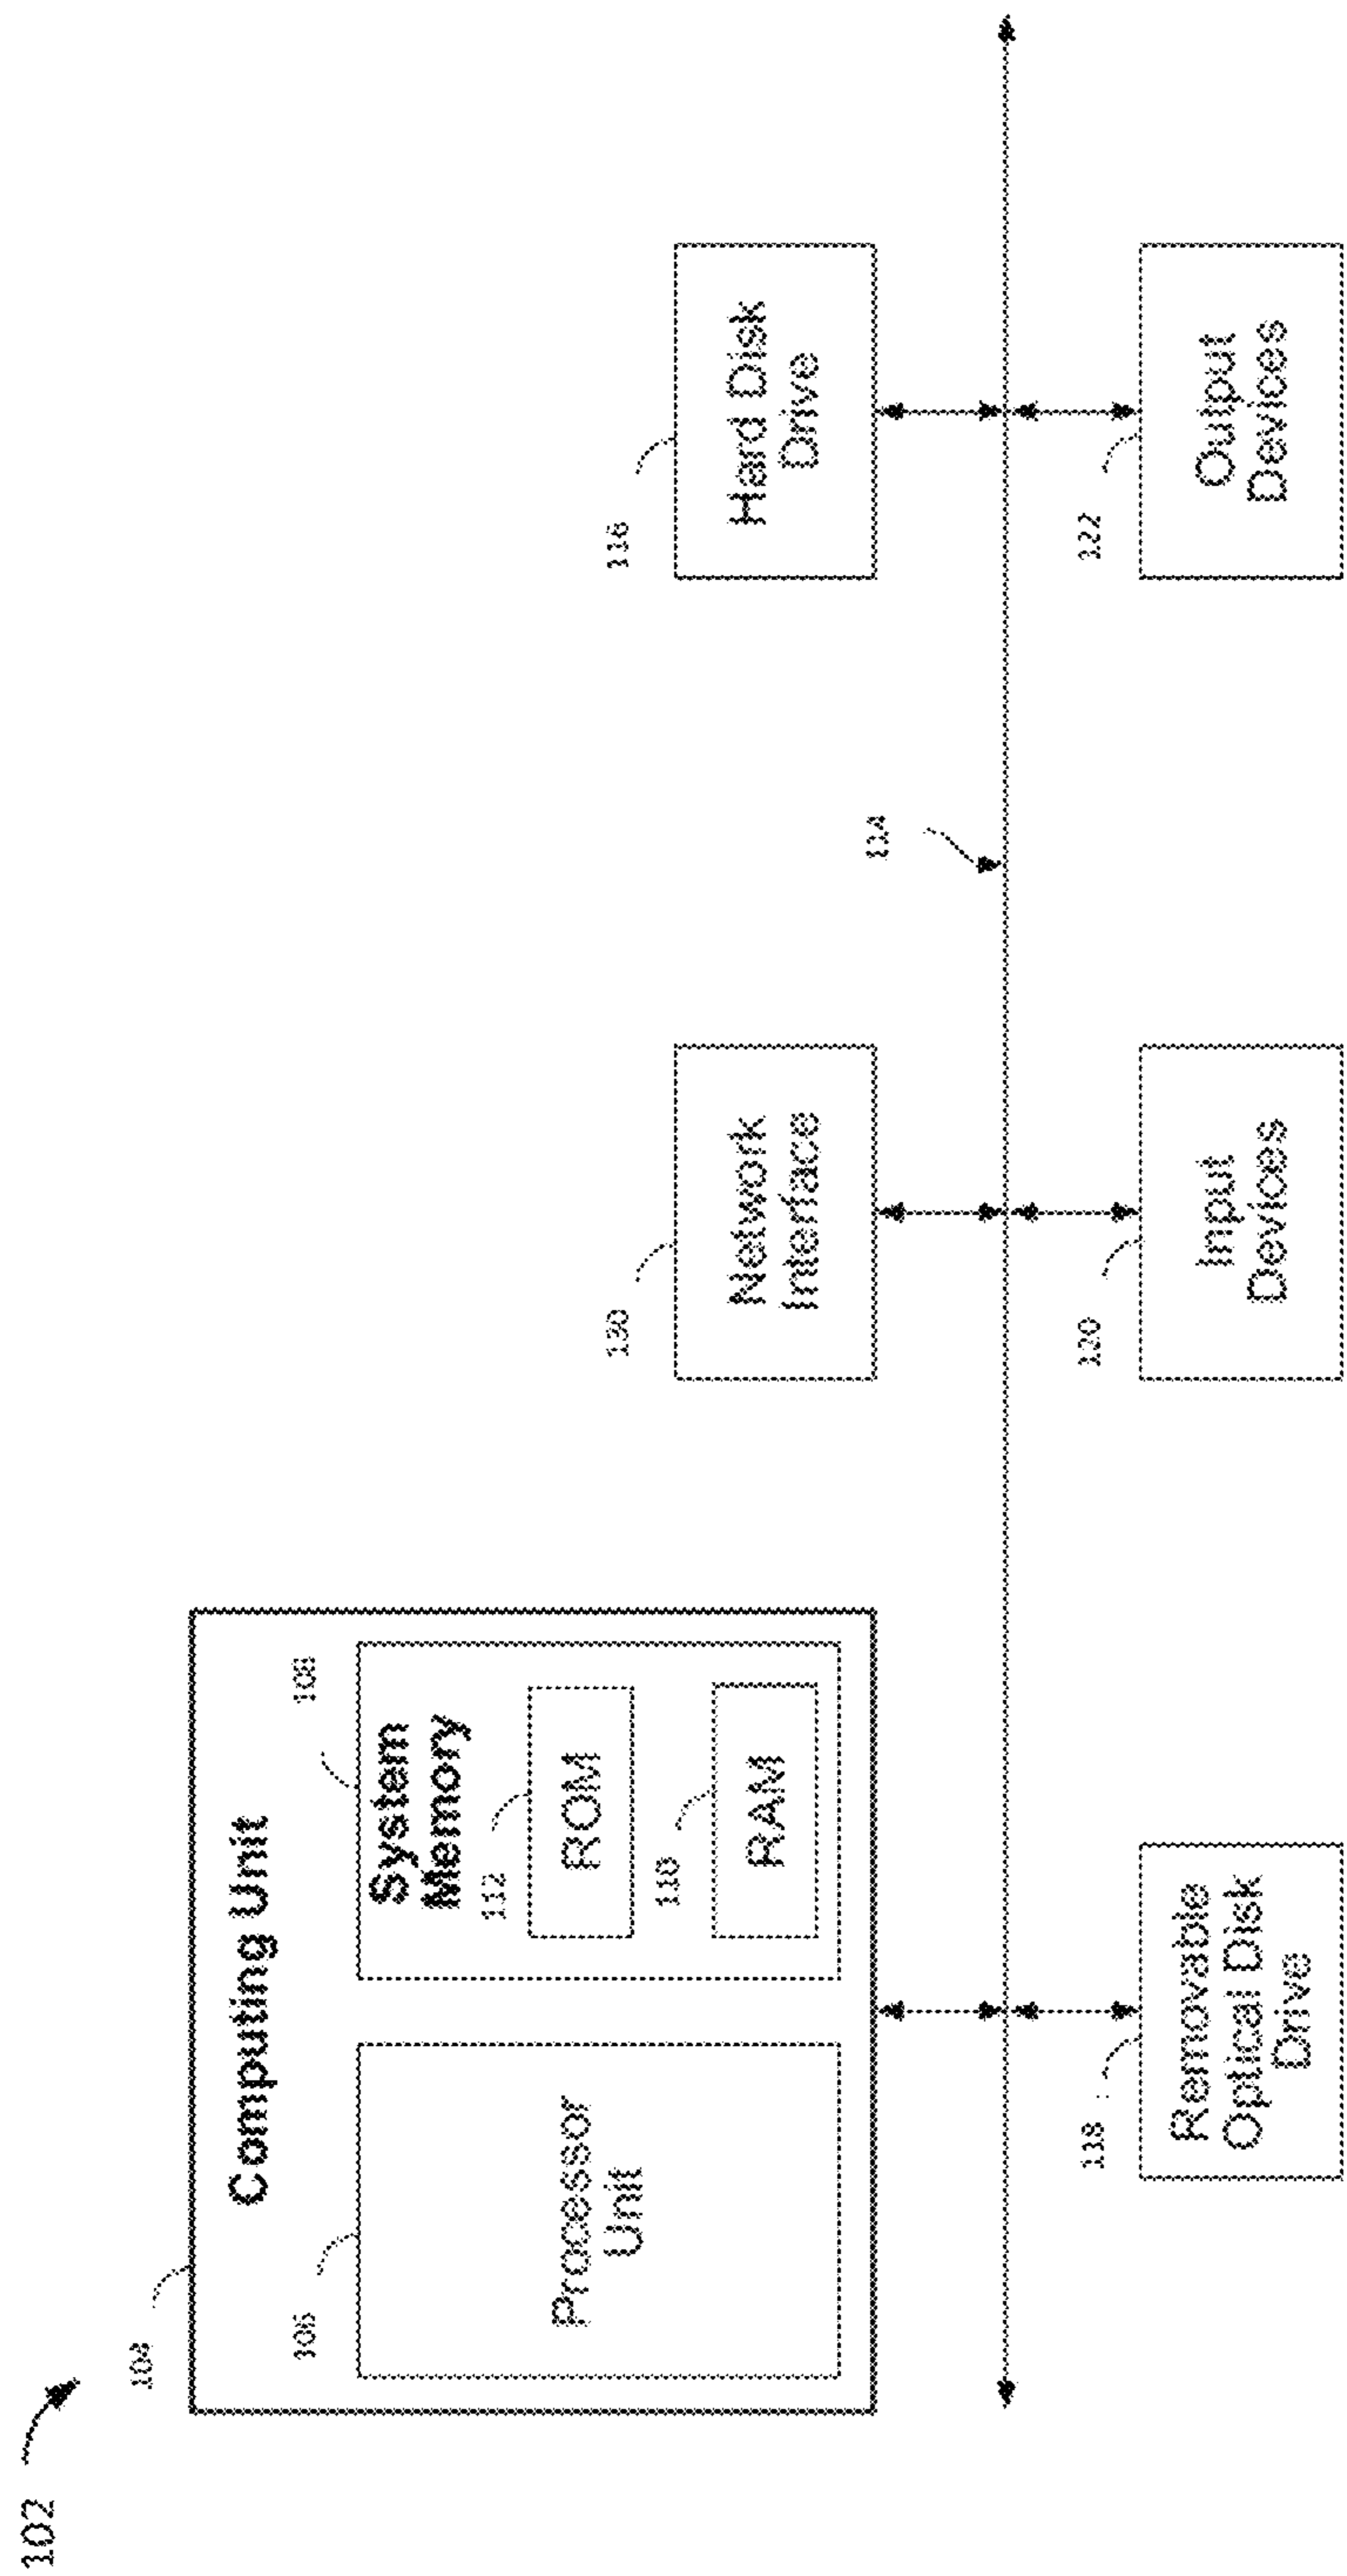 102
104
Computing Unit
106
Processor
Unit
108
System
Memory
112
ROM
110
RAM
130
Network
Interface
116
Hard Disk
Drive
114
118
Removable
Optical Disk
Drive
120
Input
Devices
122
Output
Devices